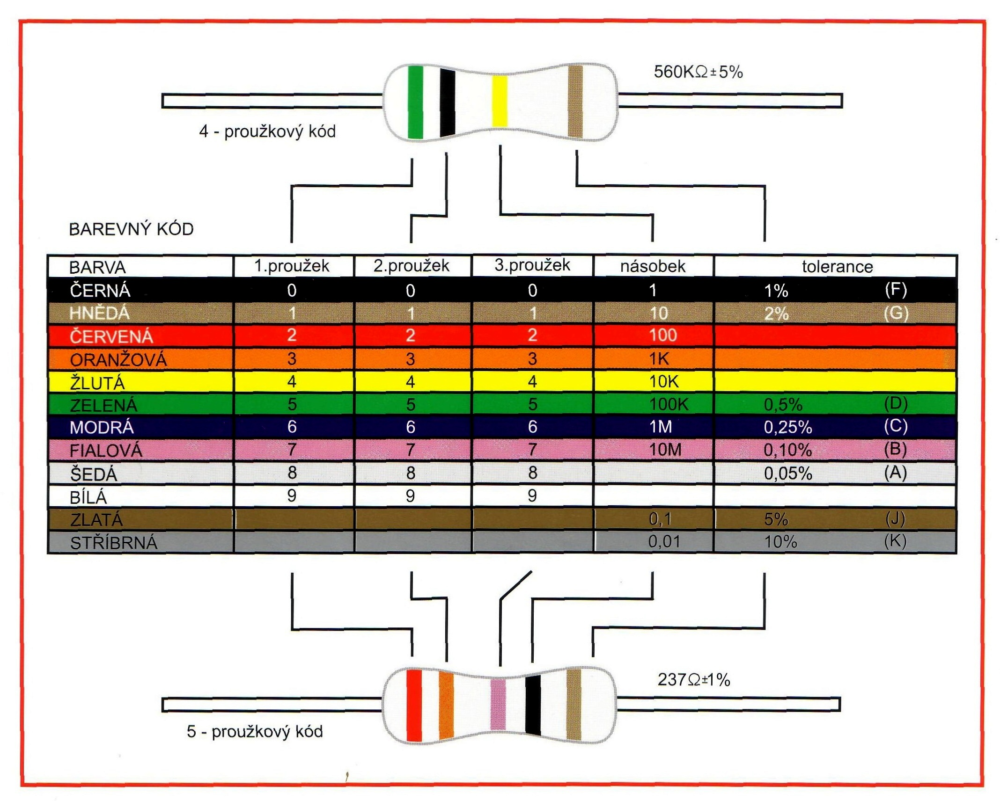 560KΩ±5%
4 - proužkový kód
BAREVNÝ KÓD
BARVA 1.proužek 2.proužek 3.proužek násobek tolerance
ČERNÁ 0 0 0 1 1% (F)
HNĚDÁ 1 1 1 10 2% (G)
ČERVENÁ 2 2 2 100
ORANŽOVÁ 3 3 3 1K
ŽLUTÁ 4 4 4 10K
ZELENÁ 5 5 5 100K 0,5% (D)
MODRÁ 6 6 6 1M 0,25% (C)
FIALOVÁ 7 7 7 10M 0,10% (B)
ŠEDÁ 8 8 8 0,05% (A)
BÍLÁ 9 9 9
ZLATÁ 0,1 5% (J)
STŘÍBRNÁ 0,01 10% (K)
237Ω±1%
5 - proužkový kód